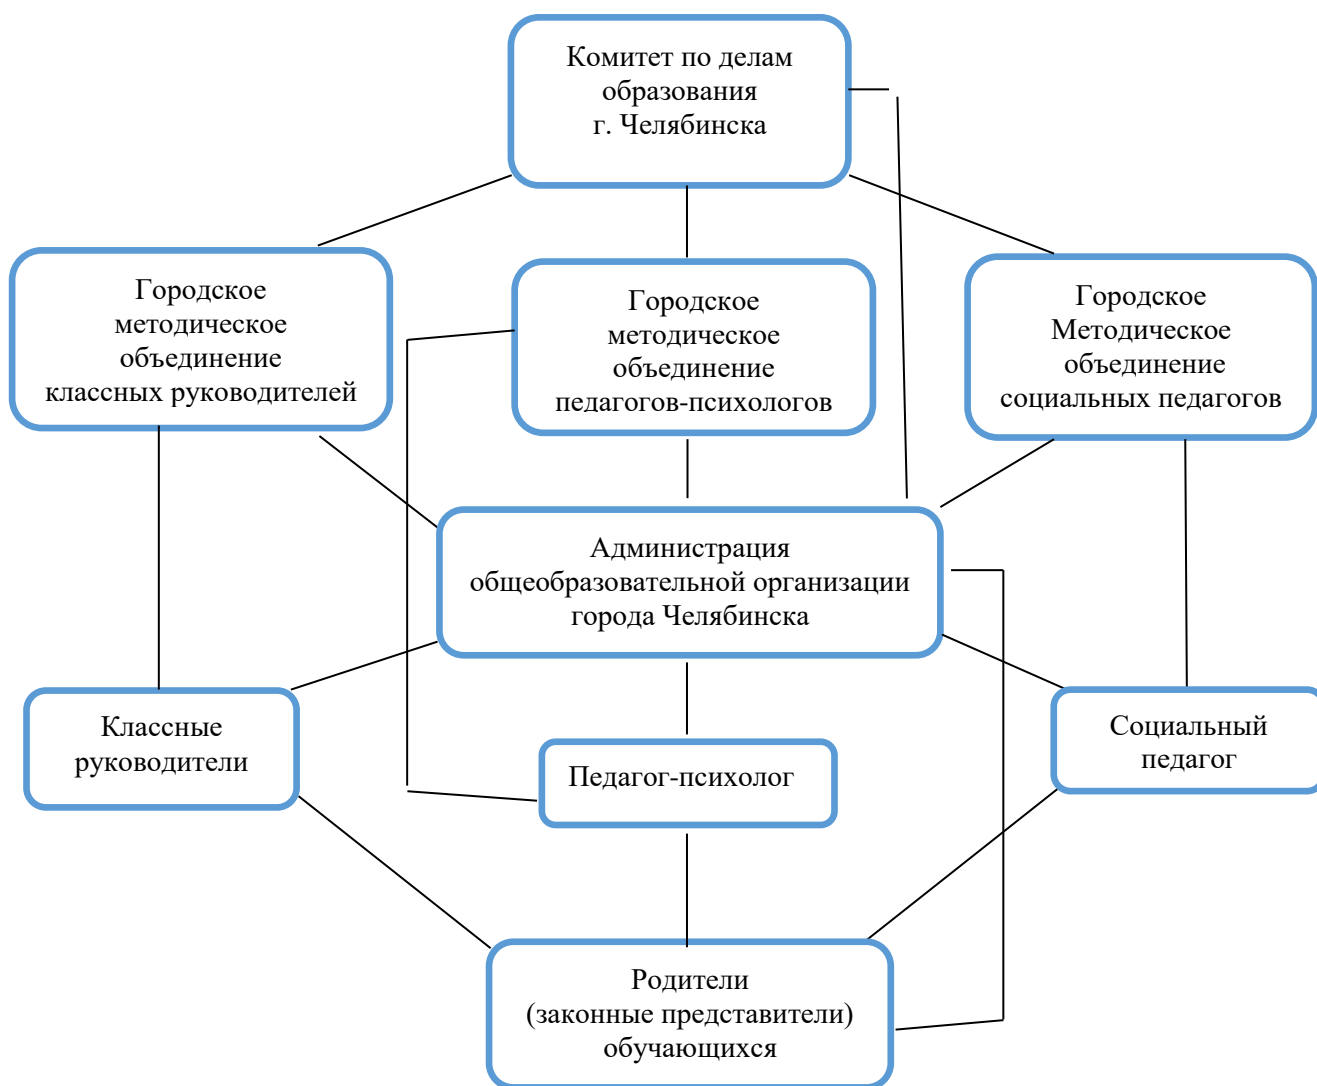 Комитет по делам
образования
г. Челябинска
Городское
методическое
объединение
классных руководителей
Городское
методическое
объединение
педагогов-психологов
Городское
Методическое
объединение
социальных педагогов
Администрация
общеобразовательной организации
города Челябинска
Классные
руководители
Педагог-психолог
Социальный
педагог
Родители
(законные представители)
обучающихся